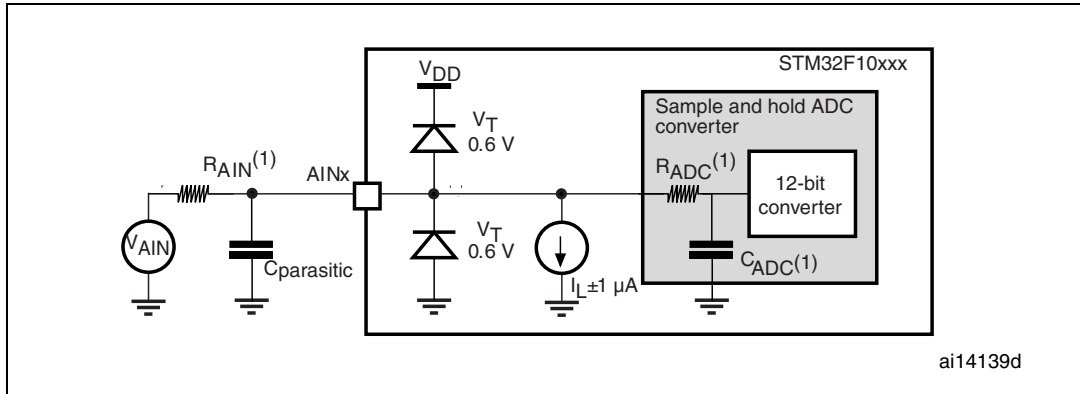 STM32F10xxx
VDD
Sample and hold ADC
converter
VT
0.6 V
RAIN(1)
AINx
RADC(1)
12-bit
converter
VAIN
Cparasitic
VT
0.6 V
IL±1 µA
CADC(1)
ai14139d